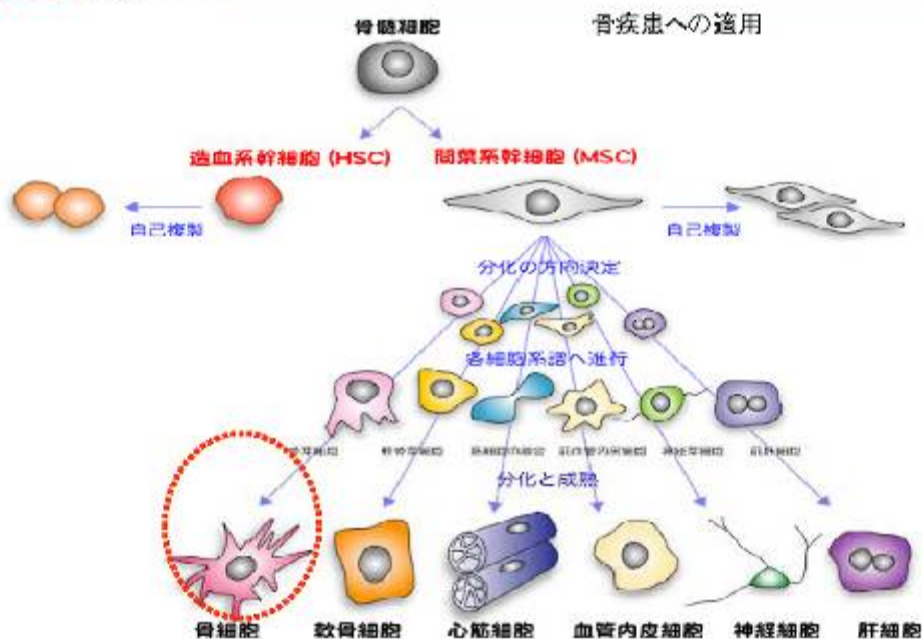 骨髄細胞
骨疾患への適用
造血系幹細胞 (HSC)
間葉系幹細胞 (MSC)
自己複製
自己複製
分化の方向決定
各細胞系譜へ進行
分化と成熟
骨細胞
軟骨細胞
心筋細胞
血管内皮細胞
神経細胞
肝細胞